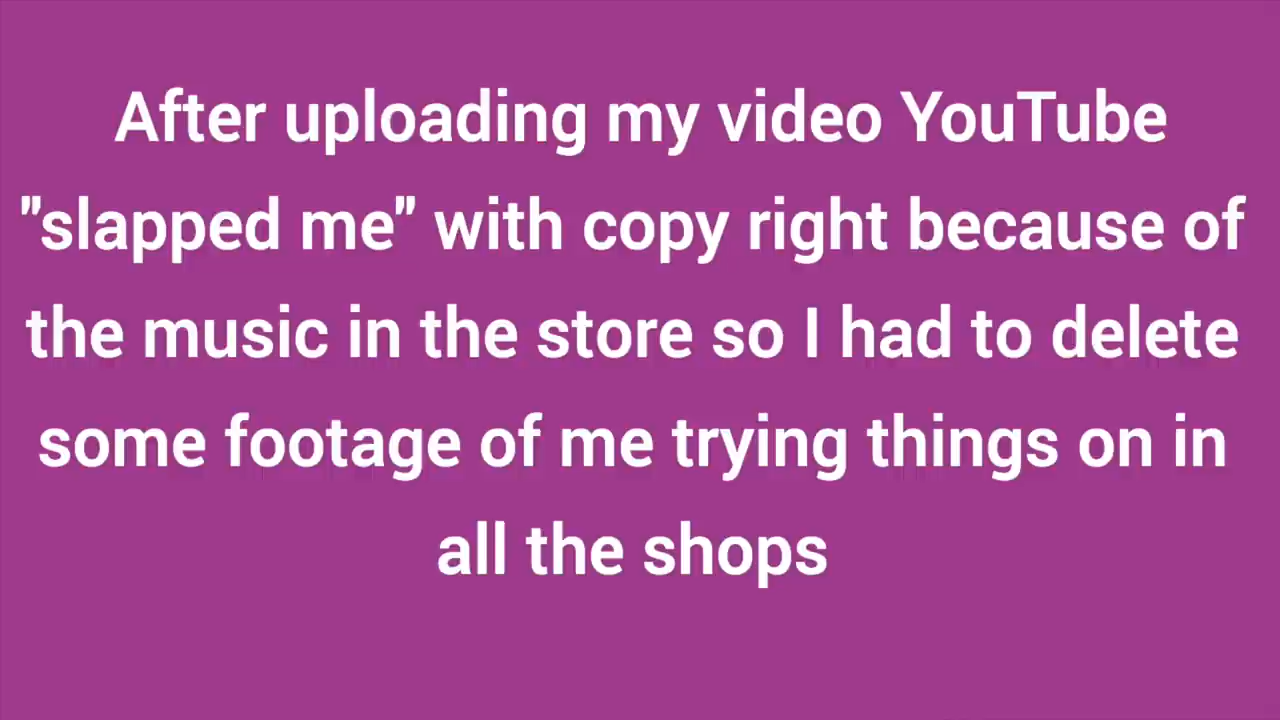 After uploading my video YouTube
"slapped me" with copy right because of
the music in the store so I had to delete
some footage of me trying things on in
all the shops